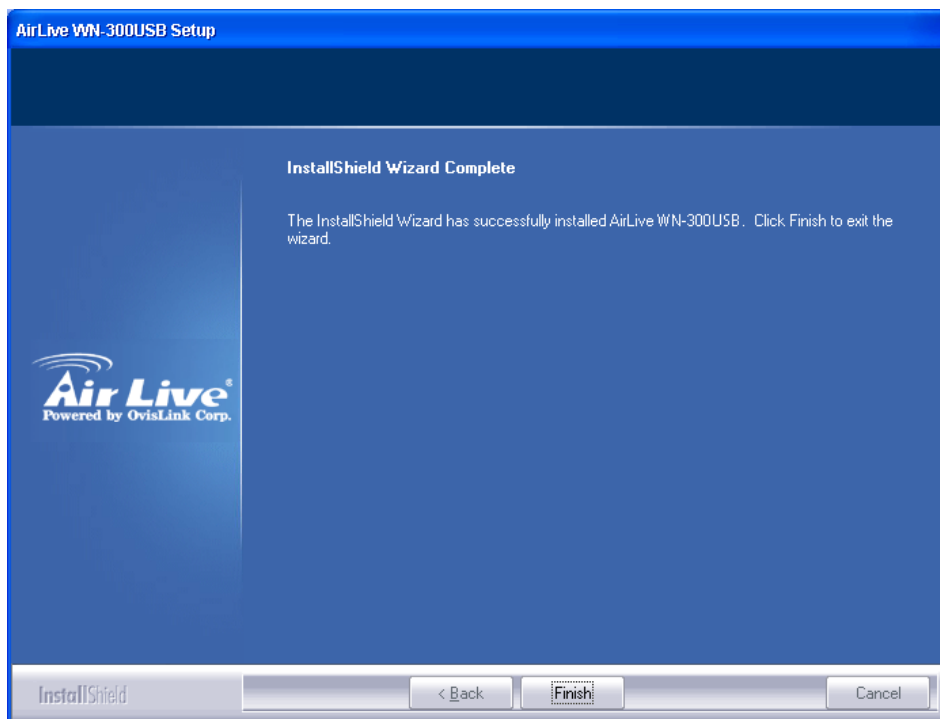 AirLive WN-300USB Setup
InstallShield Wizard Complete
The InstallShield Wizard has successfully installed AirLive WN-300USB. Click Finish to exit the
wizard.
Air Live®
Powered by OvisLink Corp.
InstallShield
< Back
Finish
Cancel